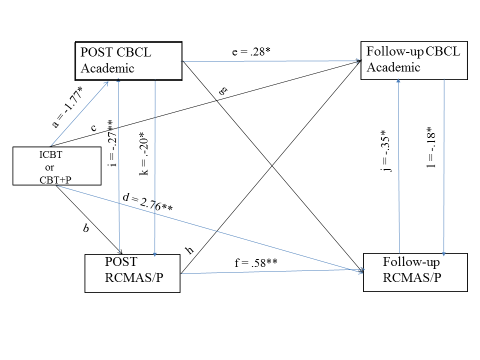 POST CBCL
Academic
e = .28*
Follow-up CBCL
Academic
a = -1.77*
c
g
i = -.27**
k = .-20*
j = -.35*
l = -.18*
ICBT
or
CBT+P
d = 2.76**
b
h
POST
RCMAS/P
f = .58**
Follow-up
RCMAS/P